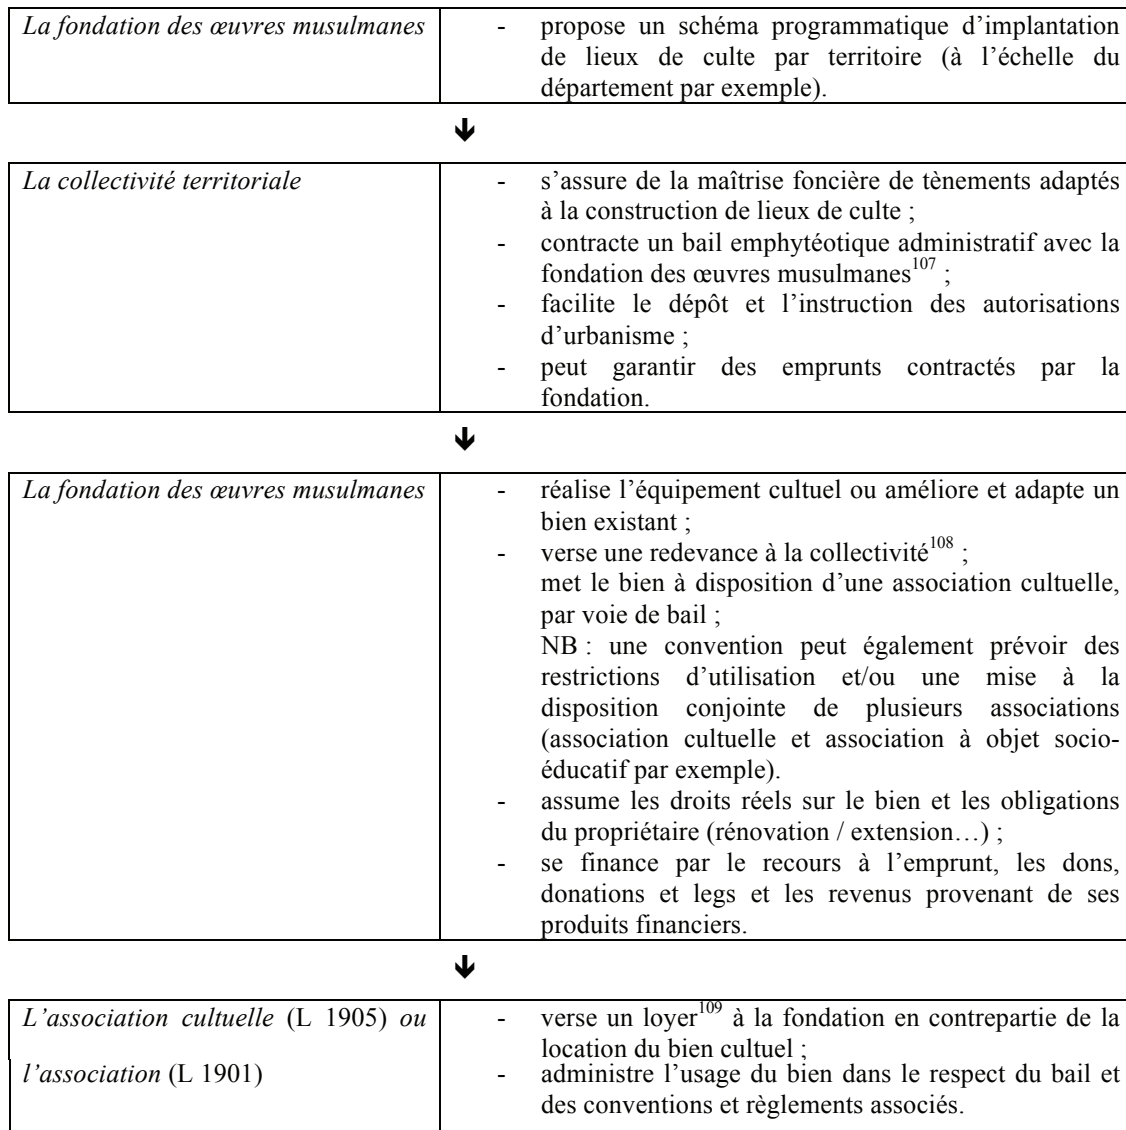 La fondation des œuvres musulmanes
- propose un schéma programmatique d’implantation
de lieux de culte par territoire (à l’échelle du
département par exemple).
🡻
La collectivité territoriale
- s’assure de la maîtrise foncière de tènements adaptés
à la construction de lieux de culte ;
- contracte un bail emphytéotique administratif avec la
fondation des œuvres musulmanes107 ;
- facilite le dépôt et l’instruction des autorisations
d’urbanisme ;
- peut garantir des emprunts contractés par la
fondation.
🡻
La fondation des œuvres musulmanes
- réalise l’équipement cultuel ou améliore et adapte un
bien existant ;
- verse une redevance à la collectivité108 ;
met le bien à disposition d’une association cultuelle,
par voie de bail ;
NB : une convention peut également prévoir des
restrictions d’utilisation et/ou une mise à la
disposition conjointe de plusieurs associations
(association cultuelle et association à objet socio-
éducatif par exemple).
- assume les droits réels sur le bien et les obligations
du propriétaire (rénovation / extension…) ;
- se finance par le recours à l’emprunt, les dons,
donations et legs et les revenus provenant de ses
produits financiers.
🡻
L’association cultuelle (L 1905) ou
l’association (L 1901)
- verse un loyer109 à la fondation en contrepartie de la
location du bien cultuel ;
- administre l’usage du bien dans le respect du bail et
des conventions et règlements associés.